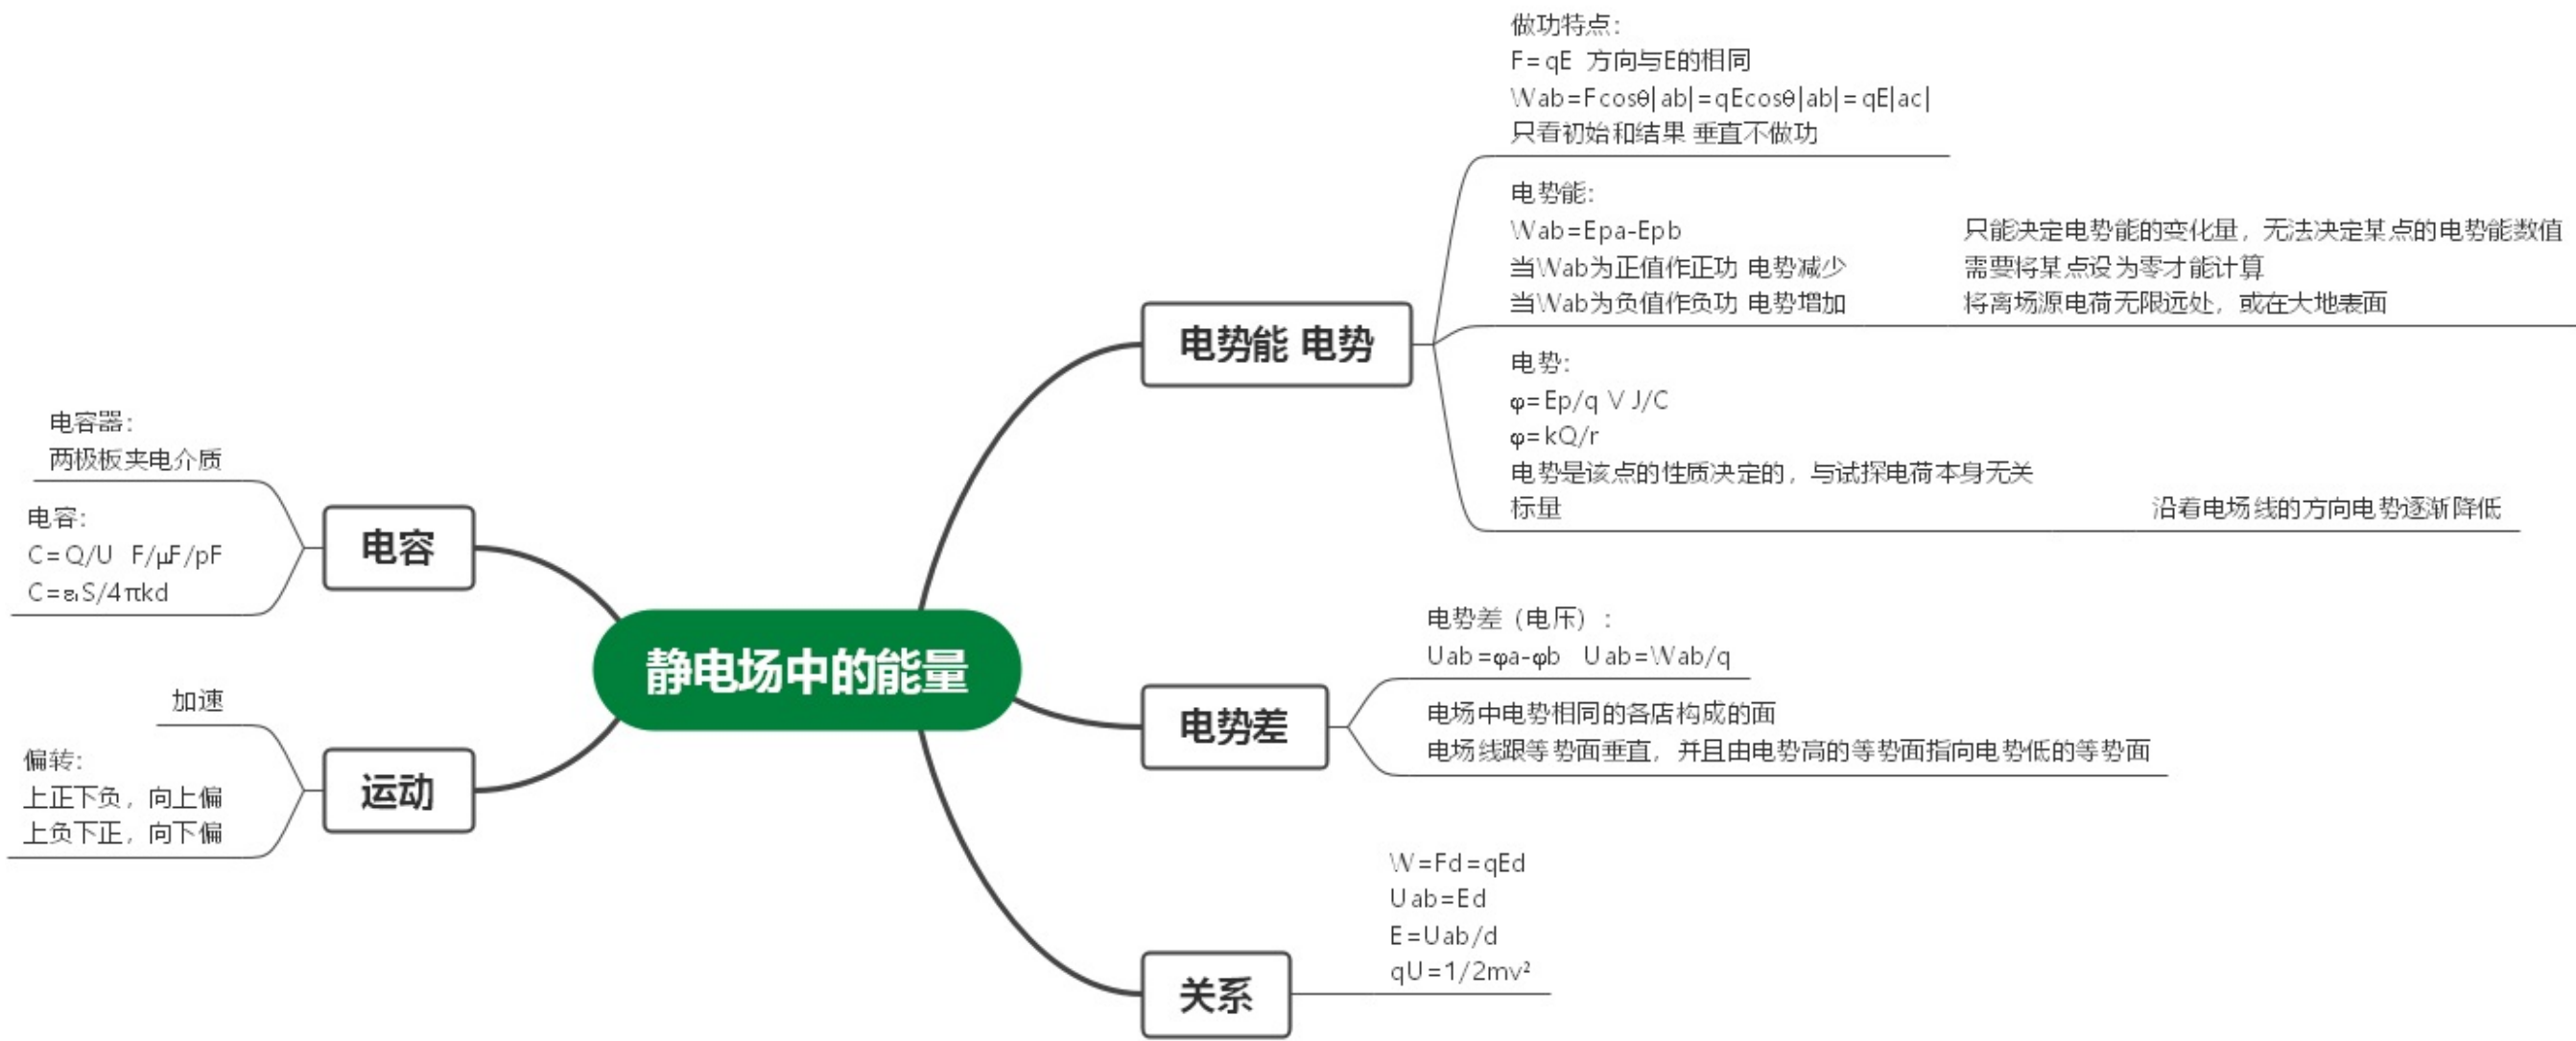 静电场中的能量
电势能 电势
做功特点：
F=qE 方向与E的相同
Wab=Fcosθ|ab|=qEcosθ|ab|=qE|ac|
只看初始和结果 垂直不做功
电势能：
Wab=Epa-Epb
当Wab为正值作正功 电势减少
当Wab为负值作负功 电势增加
只能决定电势能的变化量，无法决定某点的电势能数值
需要将某点设为零才能计算
将离场源电荷无限远处，或在大地表面
电势：
φ=Ep/q V J/C
φ=kQ/r
电势是该点的性质决定的，与试探电荷本身无关
标量
沿着电场线的方向电势逐渐降低
电势差
电势差（电压）：
Uab=φa-φb Uab=Wab/q
电场中电势相同的各店构成的面
电场线跟等势面垂直，并且由电势高的等势面指向电势低的等势面
关系
W=Fd=qEd
Uab=Ed
E=Uab/d
qU=1/2mv²
电容
电容器：
两极板夹电介质
电容：
C=Q/U F/μF/pF
C=εᵣS/4πkd
运动
加速
偏转：
上正下负，向上偏
上负下正，向下偏